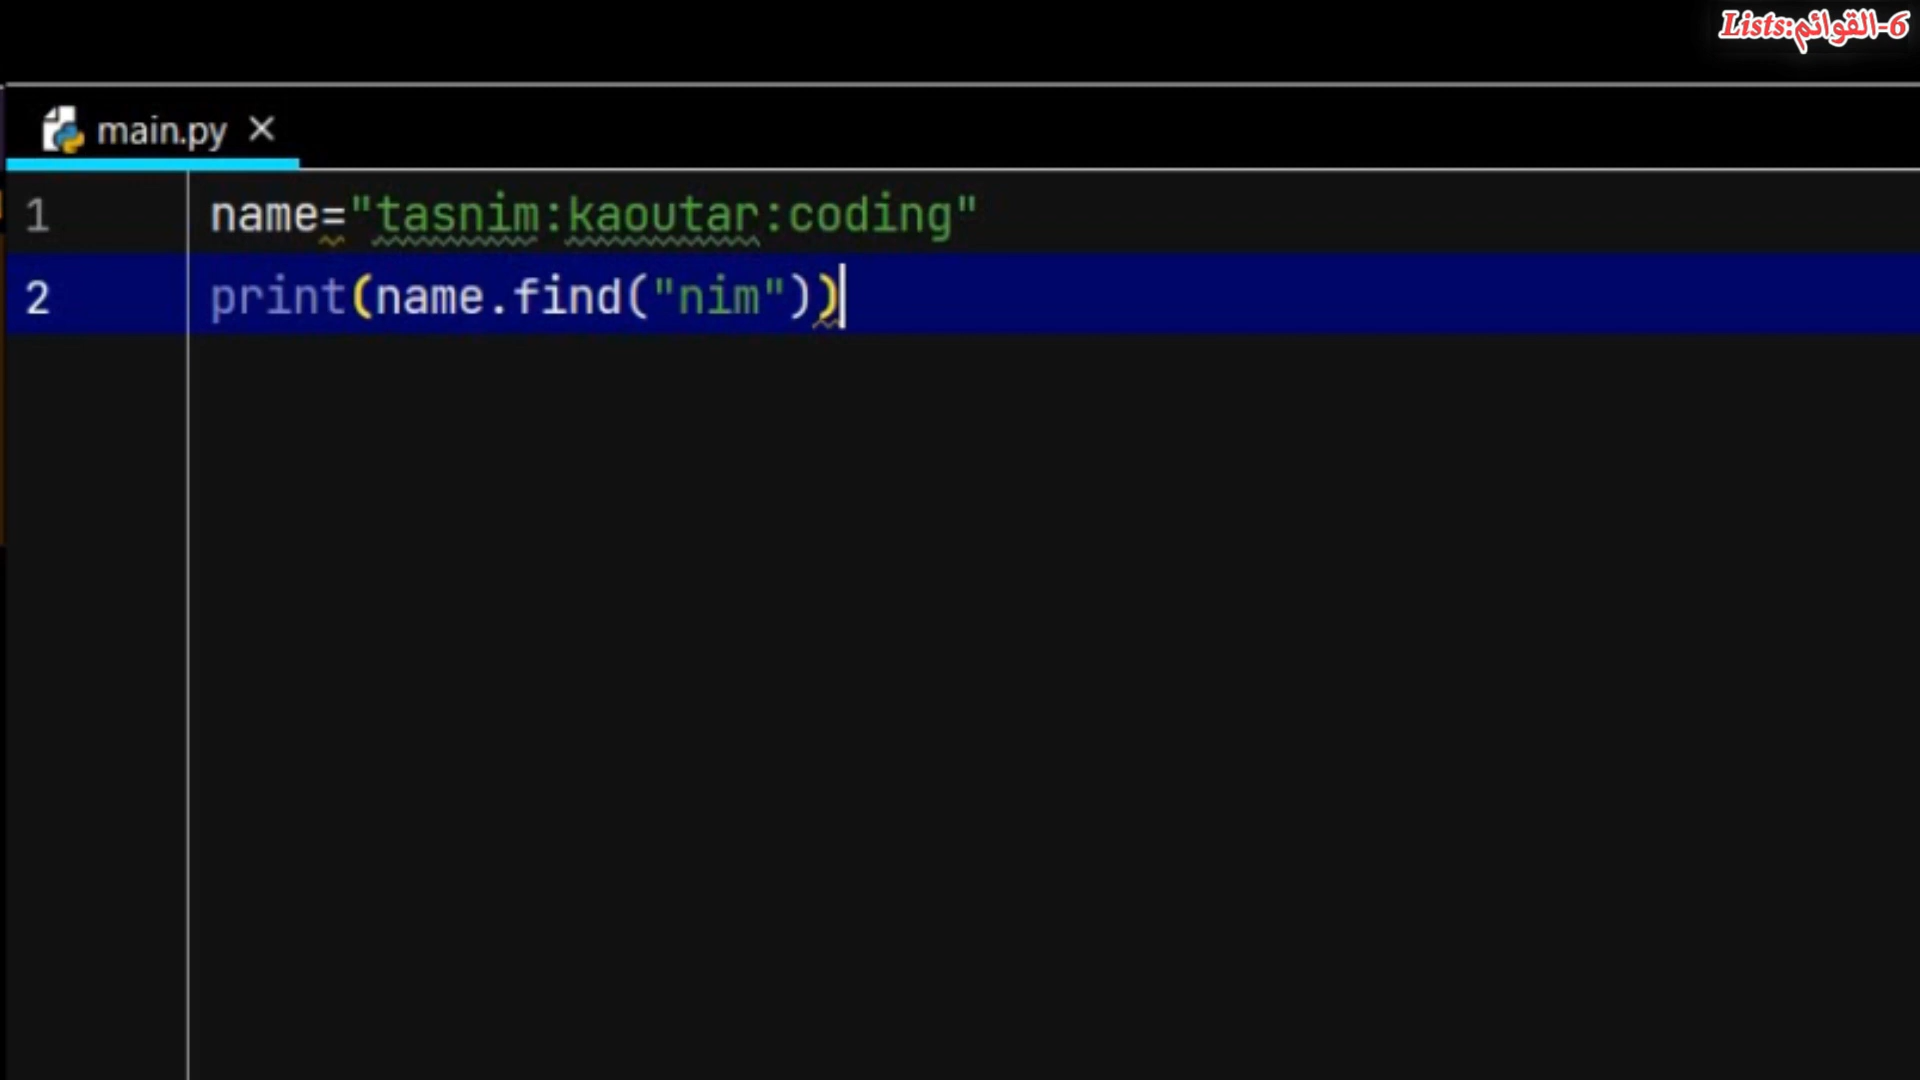 6-القوائم:Lists
main.py
1 name="tasnim:kaoutar:coding"
2 print(name.find("nim"))